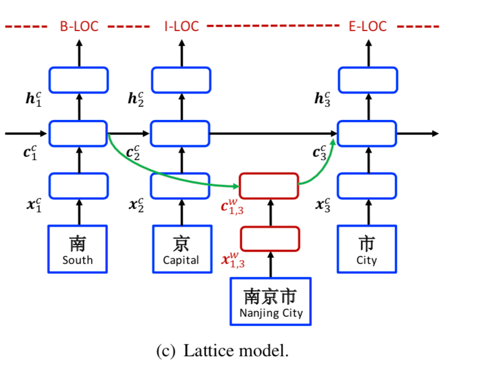 B-LOC I-LOC E-LOC
h₁ᶜ h₂ᶜ h₃ᶜ
c₁ᶜ c₂ᶜ c₃ᶜ
x₁ᶜ x₂ᶜ c₁,₃ʷ x₃ᶜ
南 京 市
South Capital City
x₁,₃ʷ
南京市
Nanjing City
(c) Lattice model.